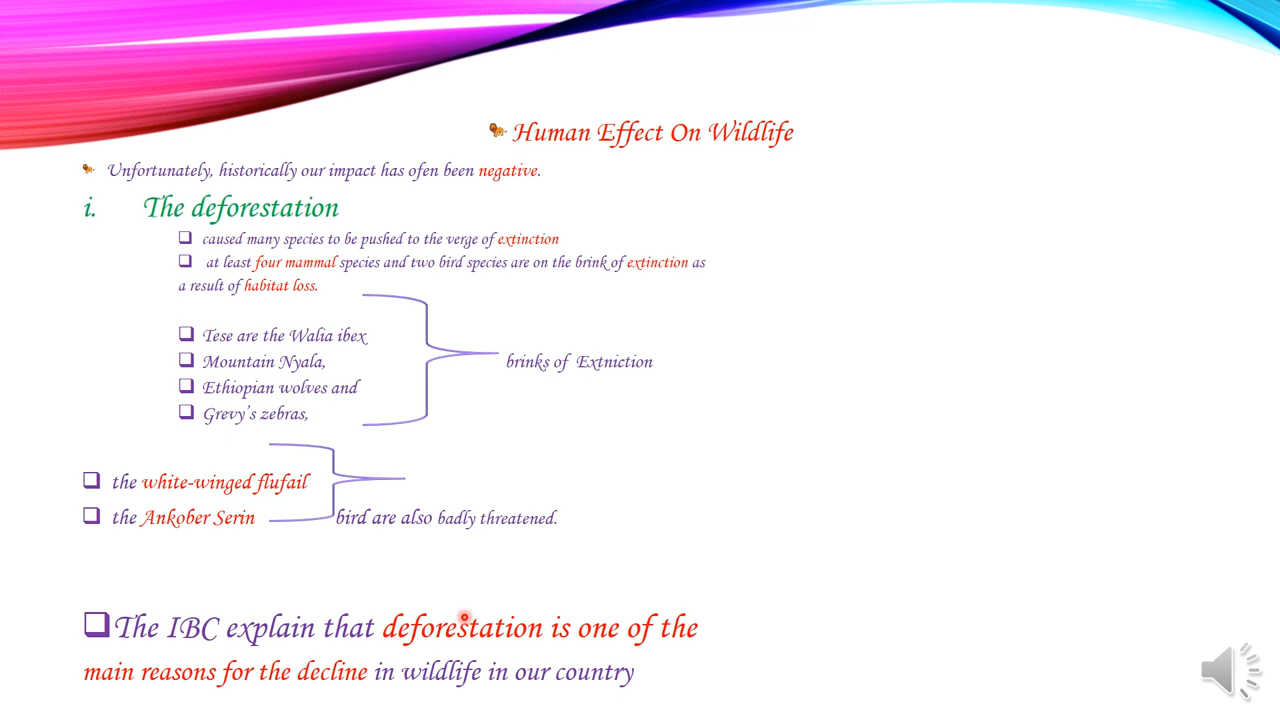 Human Effect On Wildlife
Unfortunately, historically our impact has ofen been negative.
i. The deforestation
caused many species to be pushed to the verge of extinction
at least four mammal species and two bird species are on the brink of extinction as
a result of habitat loss.
Tese are the Walia ibex
Mountain Nyala,
brinks of Extniction
Ethiopian wolves and
Grevy's zebras,
the white-winged flufail
the Ankober Serin bird are also badly threatened.
The IBC explain that deforestation is one of the
main reasons for the decline in wildlife in our country